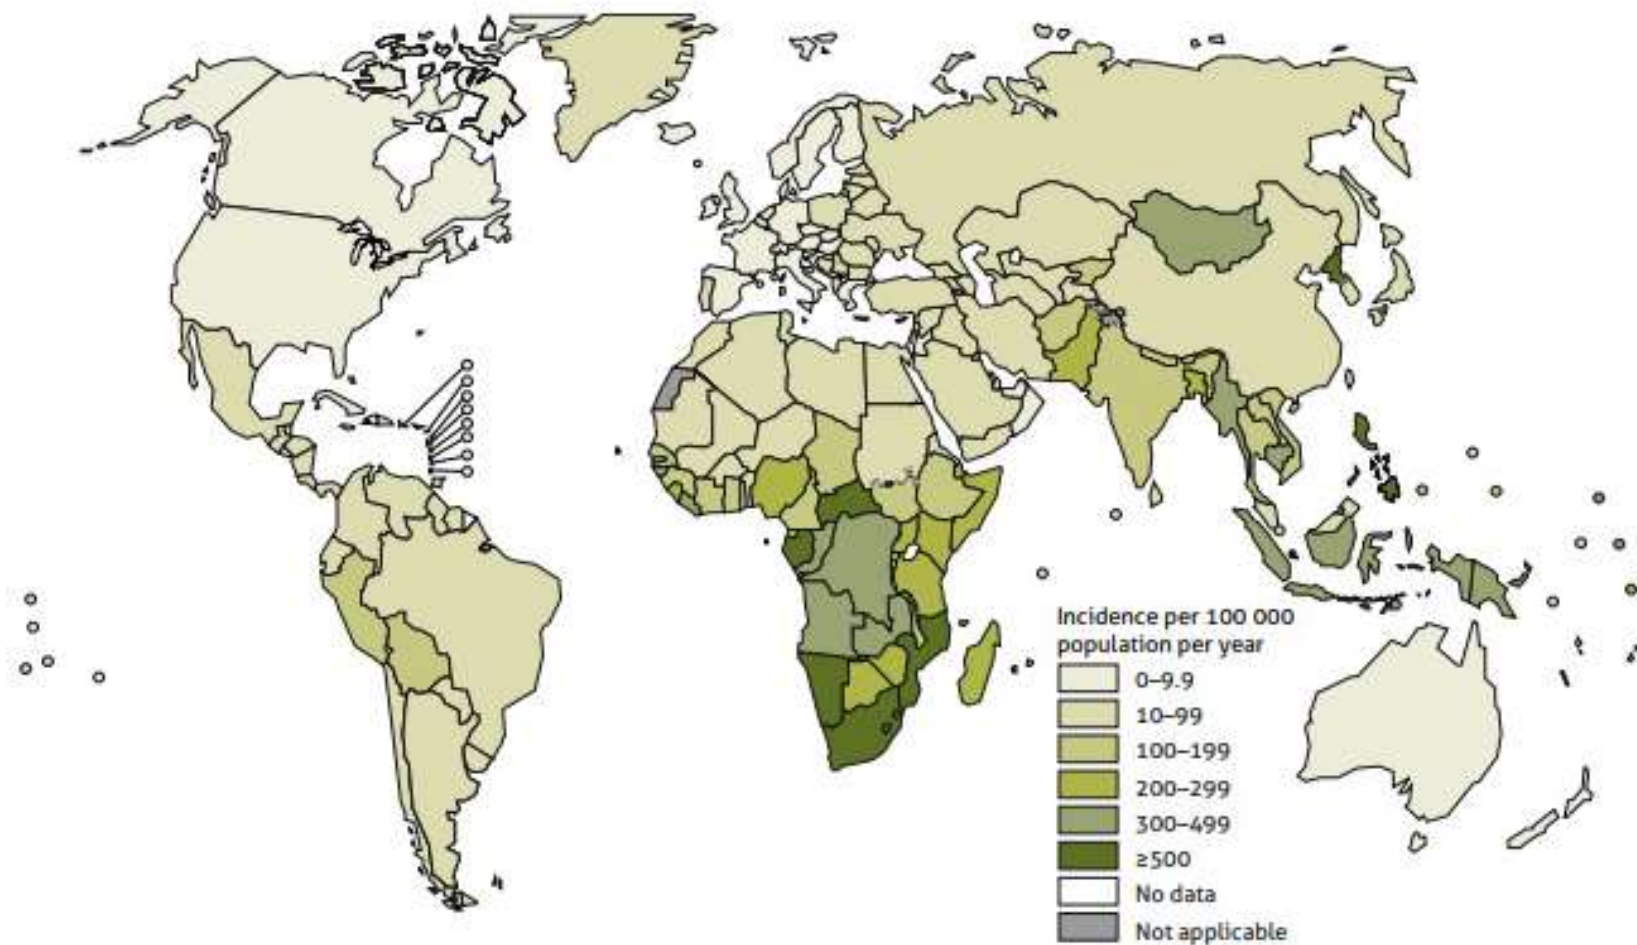 Incidence per 100 000
population per year
0–9.9
10–99
100–199
200–299
300–499
≥500
No data
Not applicable